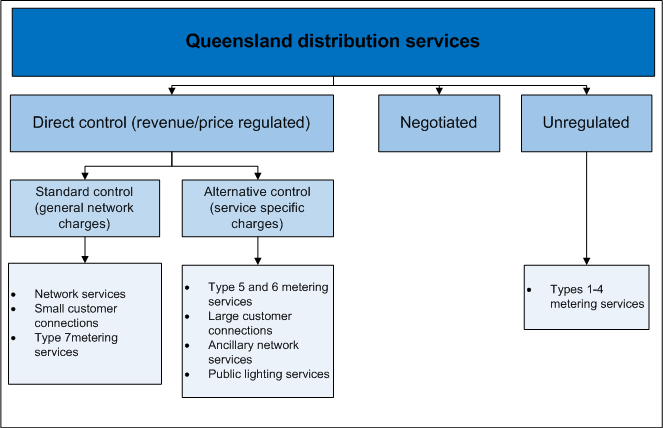 Queensland distribution services
Direct control (revenue/price regulated)
Negotiated
Unregulated
Standard control
(general network
charges)
Alternative control
(service specific
charges)
• Network services
• Small customer
connections
• Type 7metering
services
• Type 5 and 6 metering
services
• Large customer
connections
• Ancillary network
services
• Public lighting services
• Types 1-4
metering services